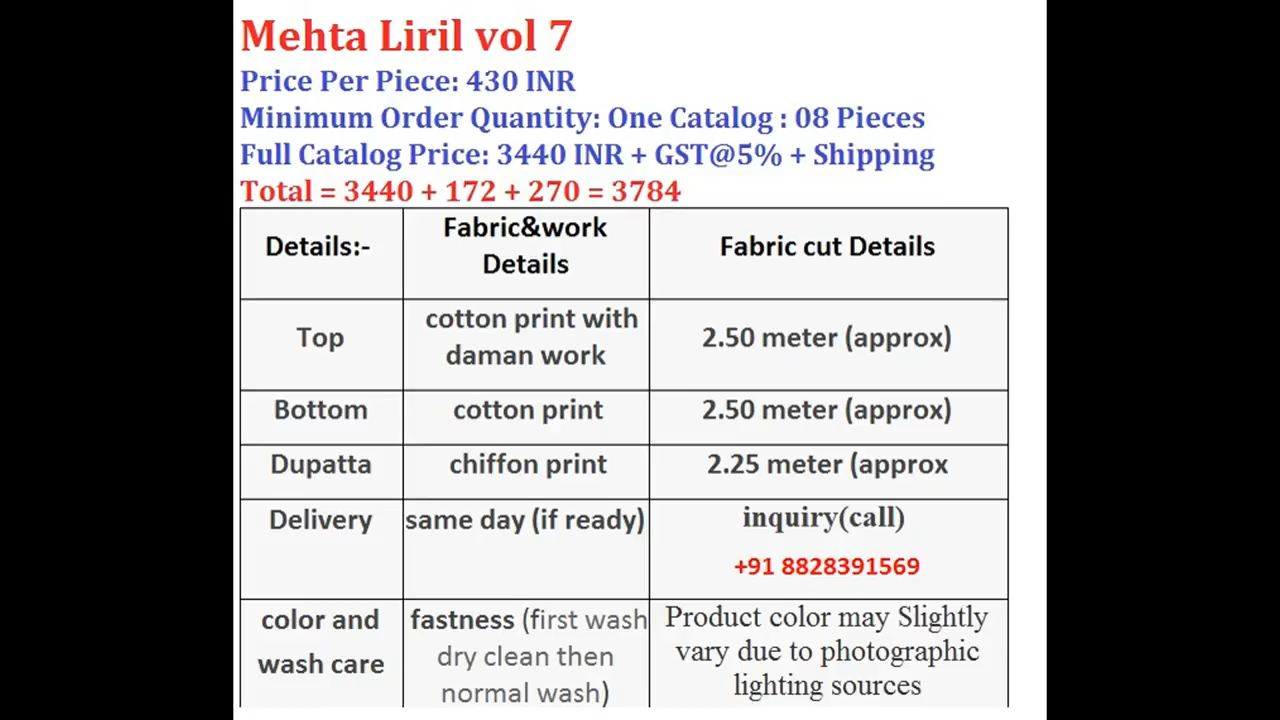 Mehta Liril vol 7
Price Per Piece: 430 INR
Minimum Order Quantity: One Catalog : 08 Pieces
Full Catalog Price: 3440 INR + GST@5% + Shipping
Total = 3440 + 172 + 270 = 3784
Details:-
Fabric&work
Details
Fabric cut Details
Top
cotton print with
daman work
2.50 meter (approx)
Bottom
cotton print
2.50 meter (approx)
Dupatta
chiffon print
2.25 meter (approx
Delivery
same day (if ready)
inquiry(call)
+91 8828391569
color and
wash care
fastness (first wash
dry clean then
normal wash)
Product color may Slightly
vary due to photographic
lighting sources